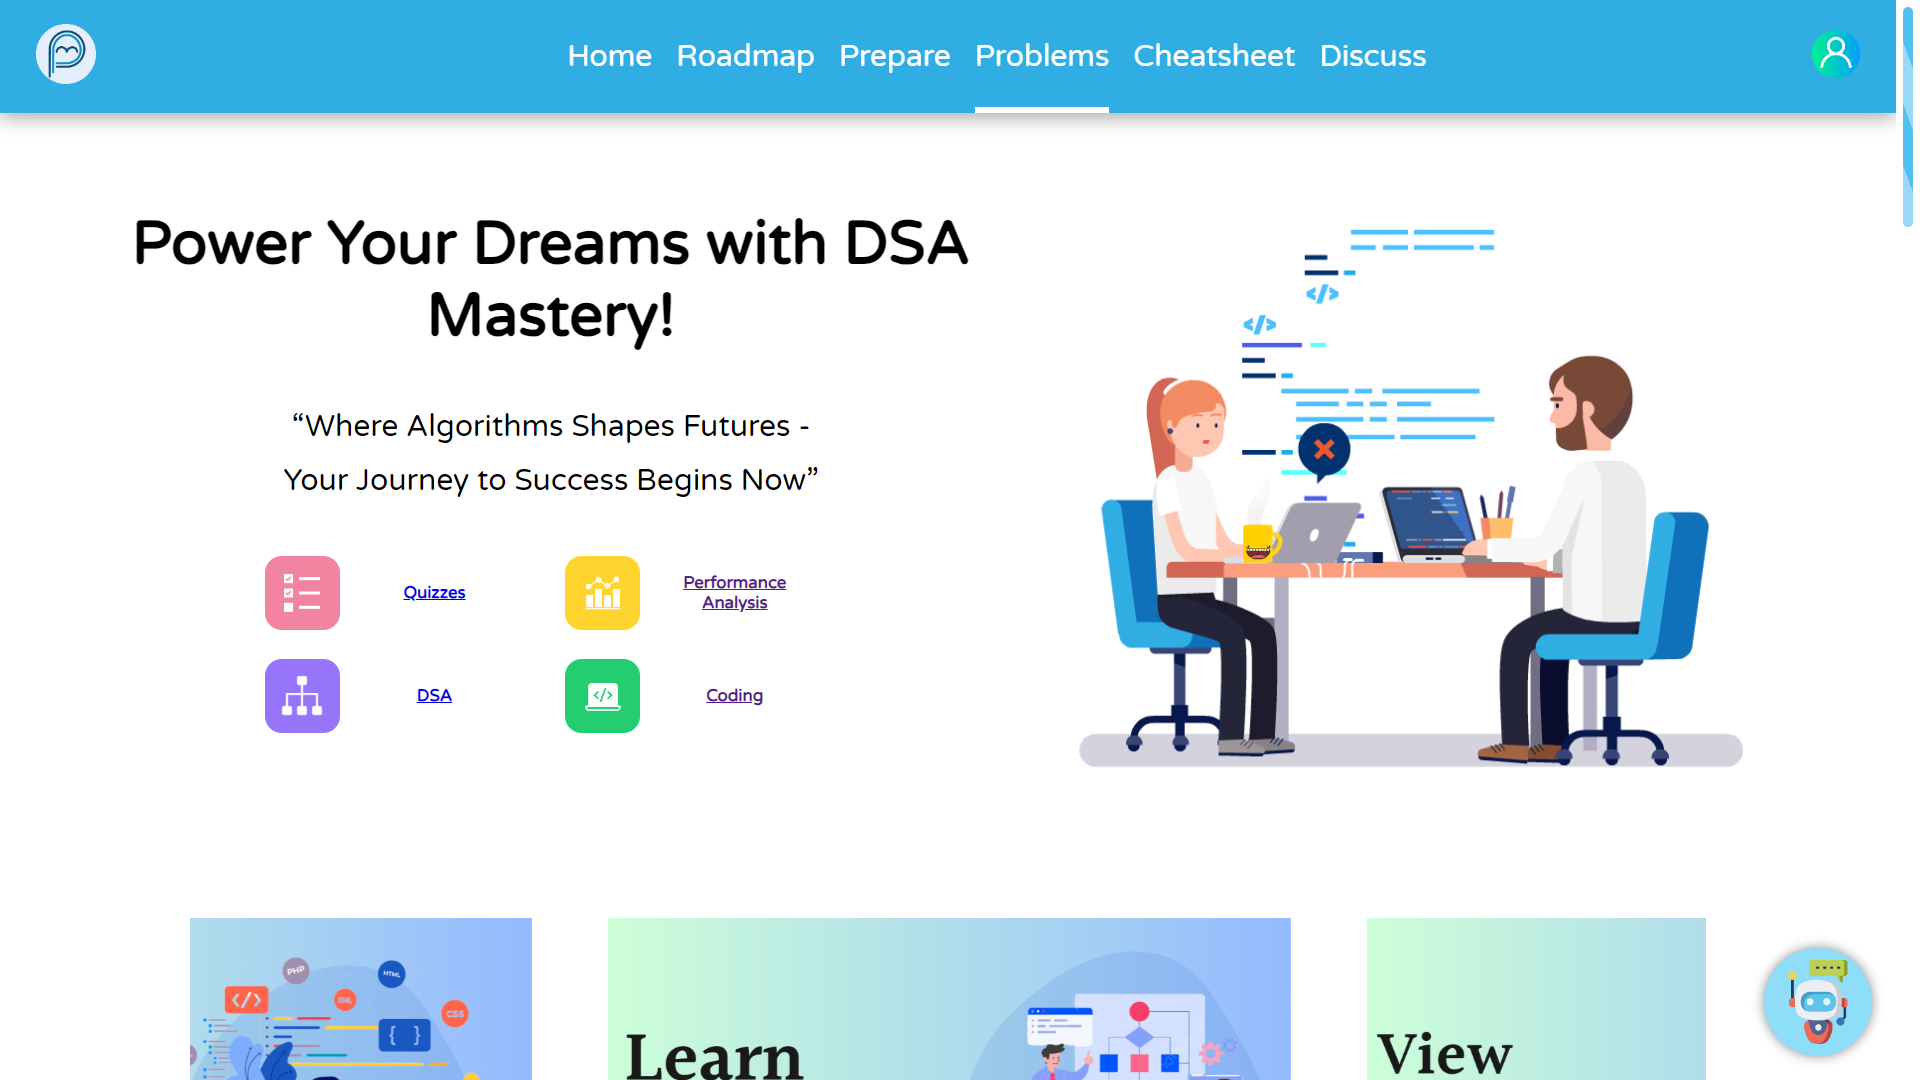 Home Roadmap Prepare Problems Cheatsheet Discuss
Power Your Dreams with DSA
Mastery!
“Where Algorithms Shapes Futures -
Your Journey to Success Begins Now”
Quizzes
Performance
Analysis
DSA
Coding
</>
</>
</>
PHP
HTML
XML
CSS
</>
{ }
Learn
View